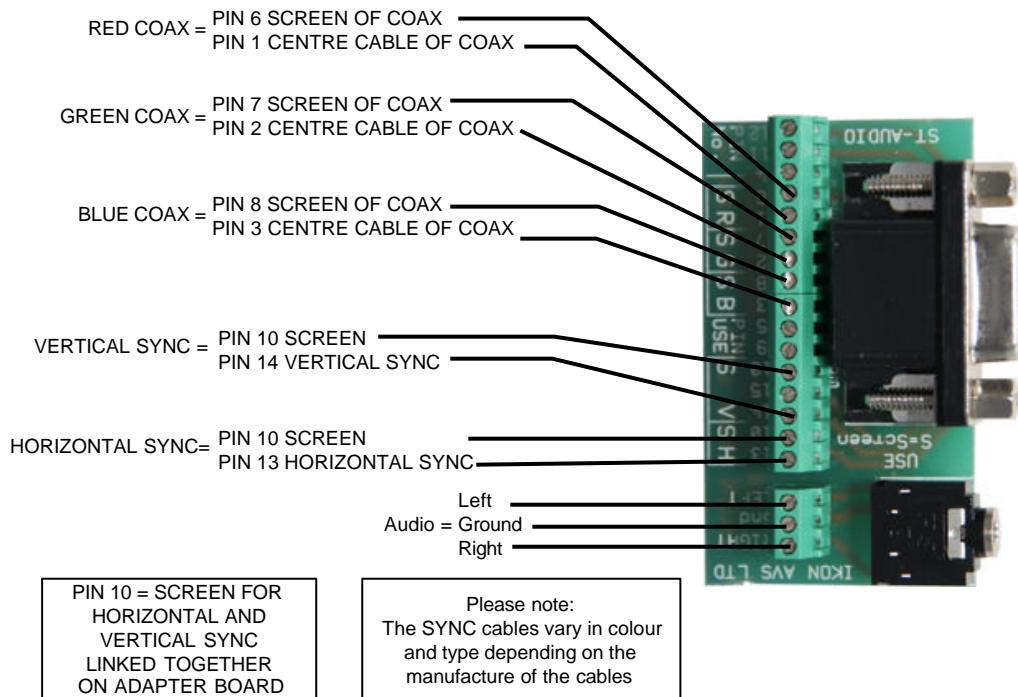 RED COAX = PIN 6 SCREEN OF COAX
PIN 1 CENTRE CABLE OF COAX
GREEN COAX = PIN 7 SCREEN OF COAX
PIN 2 CENTRE CABLE OF COAX
BLUE COAX = PIN 8 SCREEN OF COAX
PIN 3 CENTRE CABLE OF COAX
VERTICAL SYNC = PIN 10 SCREEN
PIN 14 VERTICAL SYNC
HORIZONTAL SYNC= PIN 10 SCREEN
PIN 13 HORIZONTAL SYNC
Left
Audio = Ground
Right
PIN 10 = SCREEN FOR
HORIZONTAL AND
VERTICAL SYNC
LINKED TOGETHER
ON ADAPTER BOARD
Please note:
The SYNC cables vary in colour
and type depending on the
manufacture of the cables
ST-AUDIO
S=Screen
USE
IKON AVS LTD